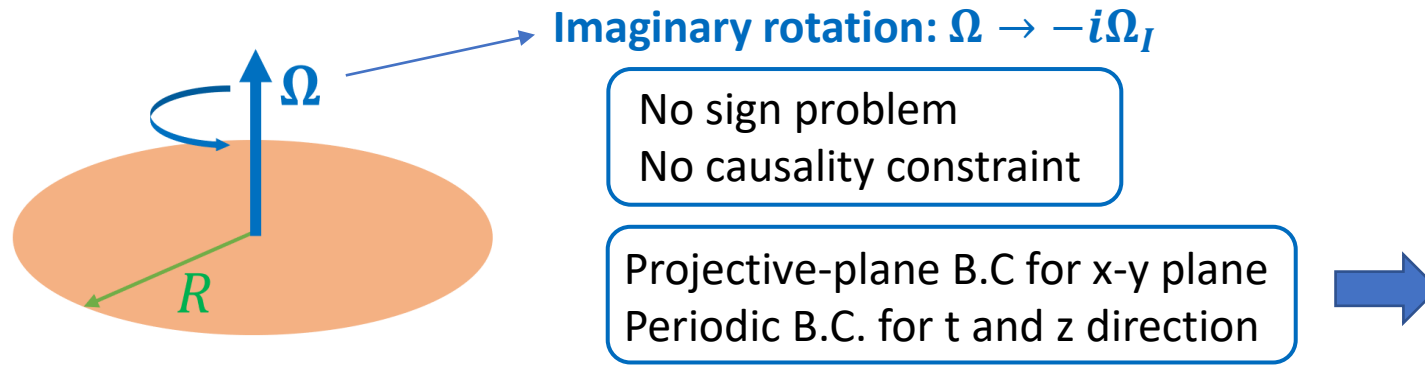 Imaginary rotation: Ω → −iΩ_I
Ω
No sign problem
No causality constraint
R
Projective-plane B.C for x-y plane
Periodic B.C. for t and z direction